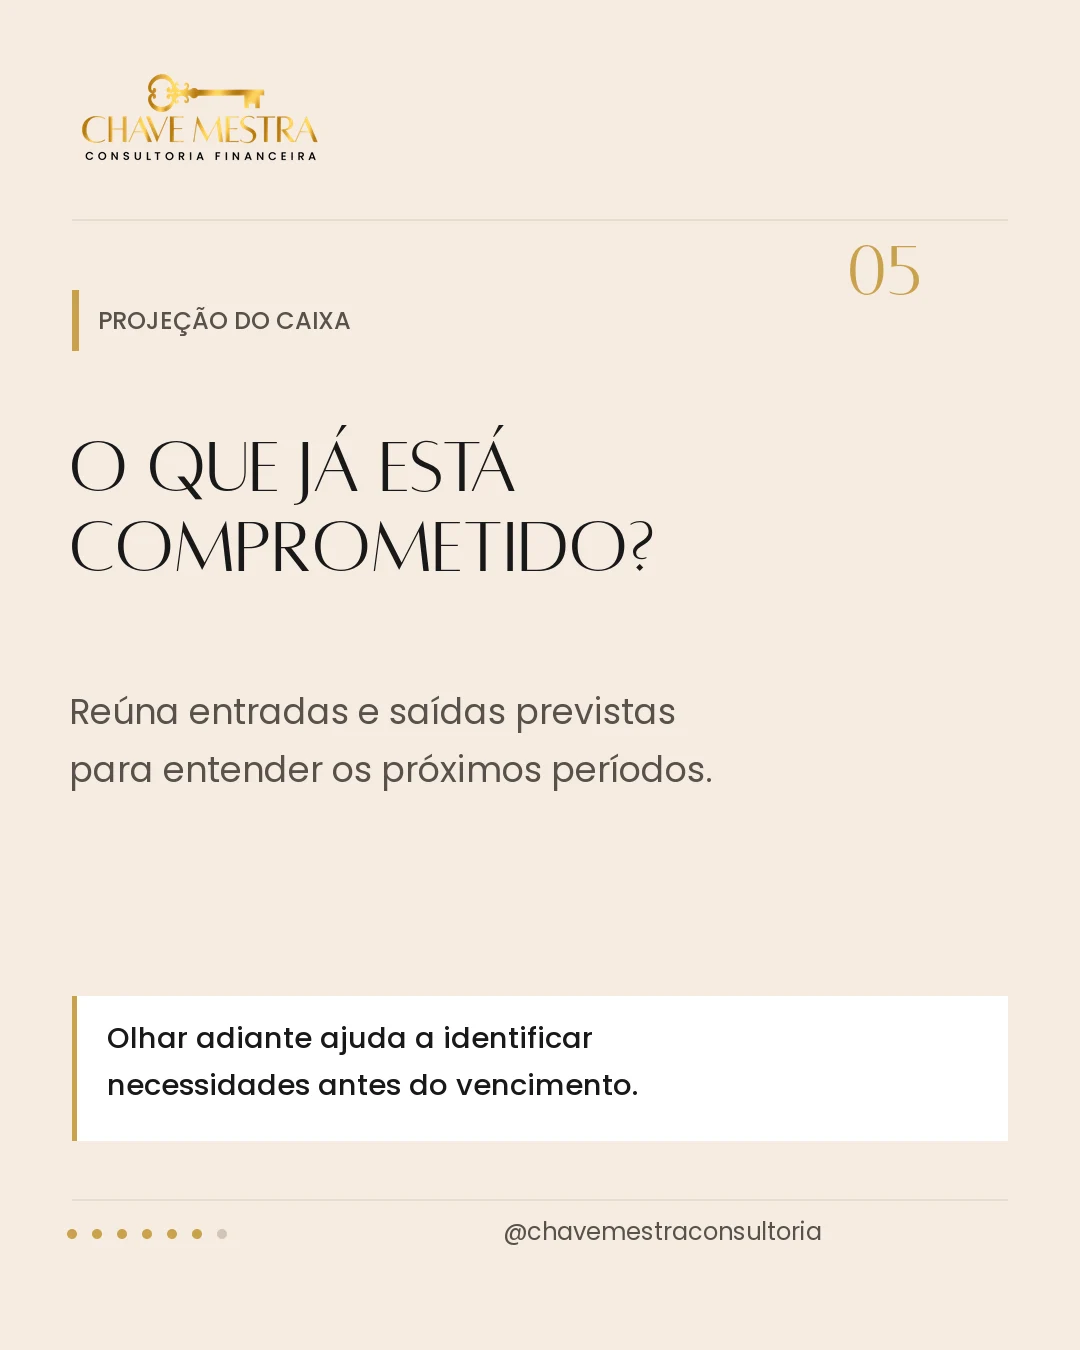 CHAVE MESTRA
CONSULTORIA FINANCEIRA
05
PROJEÇÃO DO CAIXA
O QUE JÁ ESTÁ
COMPROMETIDO?
Reúna entradas e saídas previstas
para entender os próximos períodos.
Olhar adiante ajuda a identificar
necessidades antes do vencimento.
@chavemestraconsultoria